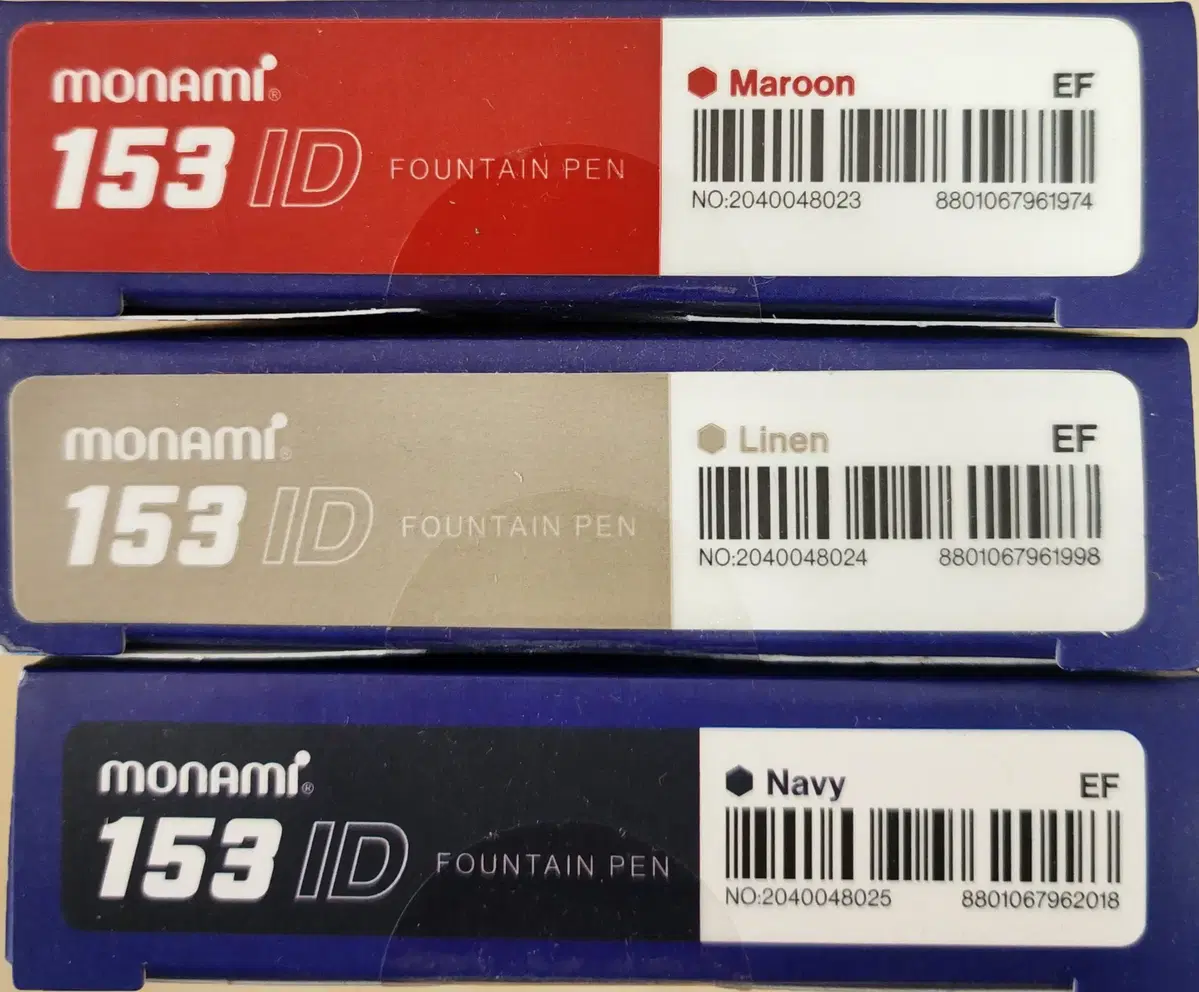 monami®
153 ID FOUNTAIN PEN
Maroon EF
NO:2040048023 8801067961974
monami®
153 ID FOUNTAIN PEN
Linen EF
NO:2040048024 8801067961998
monami®
153 ID FOUNTAIN PEN
Navy EF
NO:2040048025 8801067962018